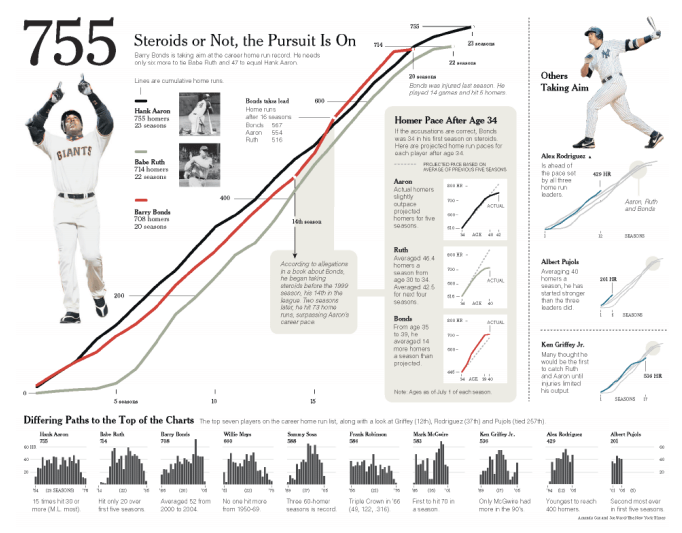 755
Steroids or Not, the Pursuit Is On
Barry Bonds is taking aim at the career home run record. He needs
only six more to tie Babe Ruth and 47 to equal Hank Aaron.
Lines are cumulative home runs.
Hank Aaron
755 homers
23 seasons
Babe Ruth
714 homers
22 seasons
Barry Bonds
708 homers
20 seasons
GIANTS
Bonds takes lead
Home runs
after 16 seasons
Bonds 567
Aaron 554
Ruth 516
755
23 seasons
714
22 seasons
20 seasons
Bonds was injured last season. He
played 14 games and hit 5 homers.
600
400
200
0
14th season
5 seasons
10
15
According to allegations
in a book about Bonds,
he began taking
steroids before the 1999
season, his 14th in the
league. Two seasons
later, he hit 73 home
runs, surpassing Aaron's
career pace.
Homer Pace After Age 34
If the accusations are correct, Bonds
was 34 in his first season on steroids.
Here are projected home run paces for
each player after age 34.
PROJECTED PACE BASED ON
AVERAGE OF PREVIOUS FIVE SEASONS
Aaron
Actual homers
slightly
outpace
projected
homers for five
seasons.
ACTUAL
AGE
Ruth
Averaged 46.4
homers a
season from
age 30 to 34.
Averaged 42.5
for next four
seasons.
ACTUAL
AGE
Bonds
From age 35
to 39, he
averaged 14
more homers
a season than
projected.
ACTUAL
AGE
Note: Ages as of July 1 of each season.
Others
Taking Aim
Alex Rodriguez
Is ahead of
the pace set
by all three
home run
leaders.
429 HR
Aaron, Ruth
and Bonds
SEASONS
Albert Pujols
Averaging 40
homers a
season, he has
started stronger
than the three
leaders did.
201 HR
SEASONS
Ken Griffey Jr.
Many thought he
would be the first
to catch Ruth
and Aaron until
injuries limited
his output.
536 HR
SEASONS
Differing Paths to the Top of the Charts The top seven players on the career home run list, along with a look at Griffey (12th), Rodriguez (37th) and Pujols (tied 257th)
Hank Aaron
755
60 HR
40
20
15 times hit 30 or
more (M.L. most).
Babe Ruth
714
Hit only 20 over
first five seasons.
Barry Bonds
708
Averaged 52 from
2000 to 2004.
Willie Mays
660
No one hit more
from 1950-69.
Sammy Sosa
588
Three 60-homer
seasons is record.
Frank Robinson
586
Triple Crown in '66
(49, 122, .316).
Mark McGwire
583
First to hit 70 in
a season.
Ken Griffey Jr.
536
Only McGwire had
more in the 90's.
Alex Rodriguez
429
Youngest to reach
400 homers.
Albert Pujols
201
Second most ever
in first five seasons.
60
40
20